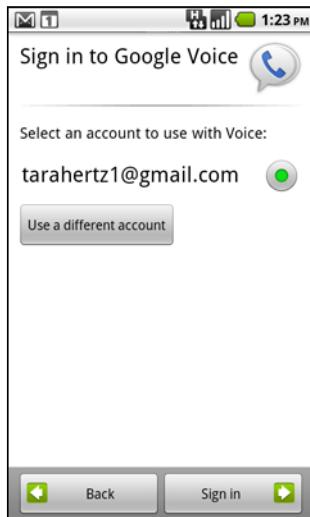 1
H
1:23 PM
Sign in to Google Voice
Select an account to use with Voice:
tarahertz1@gmail.com
Use a different account
Back
Sign in